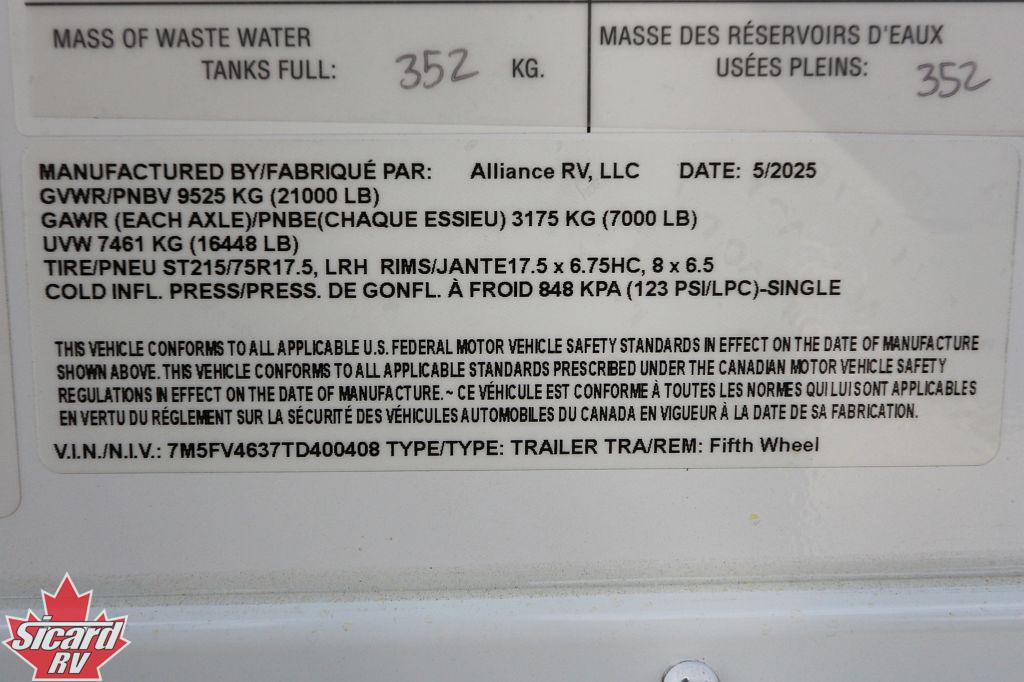 MASS OF WASTE WATER
TANKS FULL: 352 KG.
MASSE DES RÉSERVOIRS D'EAUX
USÉES PLEINS: 352
MANUFACTURED BY/FABRIQUÉ PAR: Alliance RV, LLC DATE: 5/2025
GVWR/PNBV 9525 KG (21000 LB)
GAWR (EACH AXLE)/PNBE(CHAQUE ESSIEU) 3175 KG (7000 LB)
UVW 7461 KG (16448 LB)
TIRE/PNEU ST215/75R17.5, LRH RIMS/JANTE17.5 x 6.75HC, 8 x 6.5
COLD INFL. PRESS/PRESS. DE GONFL. À FROID 848 KPA (123 PSI/LPC)-SINGLE
THIS VEHICLE CONFORMS TO ALL APPLICABLE U.S. FEDERAL MOTOR VEHICLE SAFETY STANDARDS IN EFFECT ON THE DATE OF MANUFACTURE
SHOWN ABOVE. THIS VEHICLE CONFORMS TO ALL APPLICABLE STANDARDS PRESCRIBED UNDER THE CANADIAN MOTOR VEHICLE SAFETY
REGULATIONS IN EFFECT ON THE DATE OF MANUFACTURE. ~ CE VÉHICULE EST CONFORME À TOUTES LES NORMES QUI LUI SONT APPLICABLES
EN VERTU DU RÉGLEMENT SUR LA SÉCURITÉ DES VÉHICULES AUTOMOBILES DU CANADA EN VIGUEUR À LA DATE DE SA FABRICATION.
V.I.N./N.I.V.: 7M5FV4637TD400408 TYPE/TYPE: TRAILER TRA/REM: Fifth Wheel
Sicard
RV